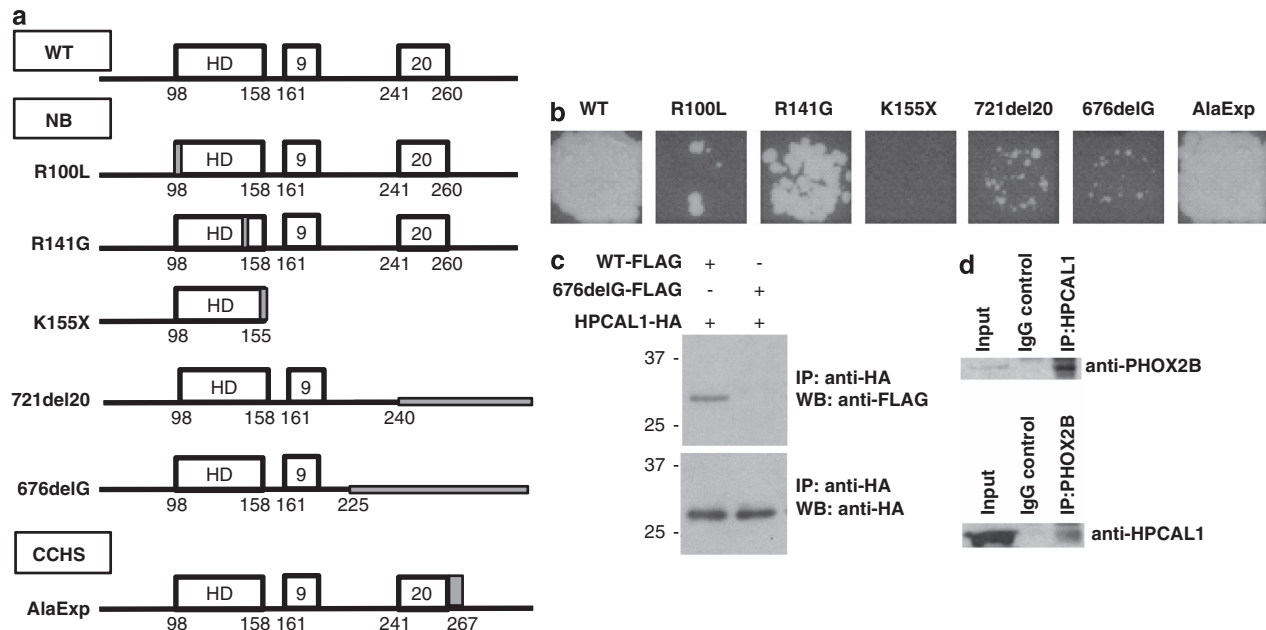 a
WT
HD 9 20
98 158 161 241 260
NB
R100L
HD 9 20
98 158 161 241 260
R141G
HD 9 20
98 158 161 241 260
K155X
HD
98 155
721del20
HD 9
98 158 161 240
676delG
HD 9
98 158 161 225
CCHS
AlaExp
HD 9 20
98 158 161 241 267
b
WT R100L R141G K155X 721del20 676delG AlaExp
c
WT-FLAG + -
676delG-FLAG - +
HPCAL1-HA + +
37 -
25 -
IP: anti-HA
WB: anti-FLAG
37 -
25 -
IP: anti-HA
WB: anti-HA
d
Input
IgG control
IP:HPCAL1
anti-PHOX2B
Input
IgG control
IP:PHOX2B
anti-HPCAL1